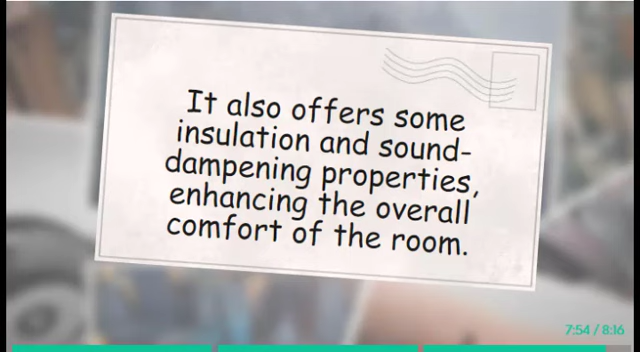 It also offers some
insulation and sound-
dampening properties,
enhancing the overall
comfort of the room.
7:54 / 8:16